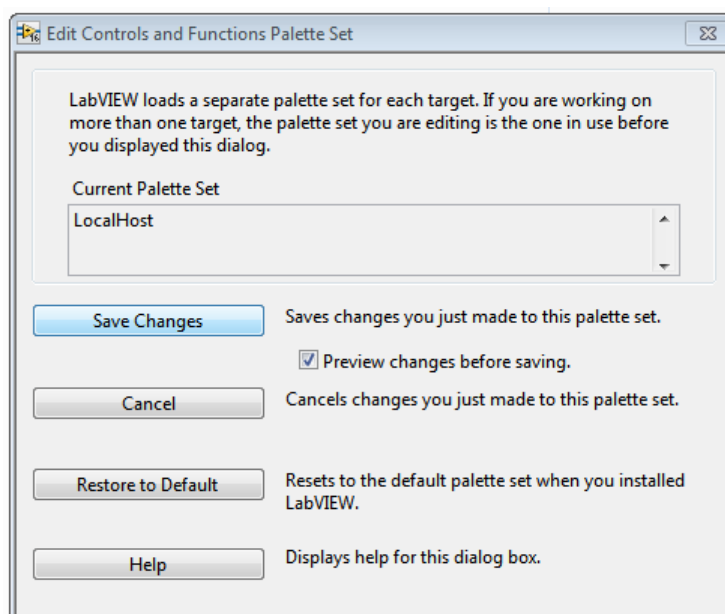 Edit Controls and Functions Palette Set
LabVIEW loads a separate palette set for each target. If you are working on
more than one target, the palette set you are editing is the one in use before
you displayed this dialog.
Current Palette Set
LocalHost
Save Changes
Saves changes you just made to this palette set.
Preview changes before saving.
Cancel
Cancels changes you just made to this palette set.
Restore to Default
Resets to the default palette set when you installed
LabVIEW.
Help
Displays help for this dialog box.